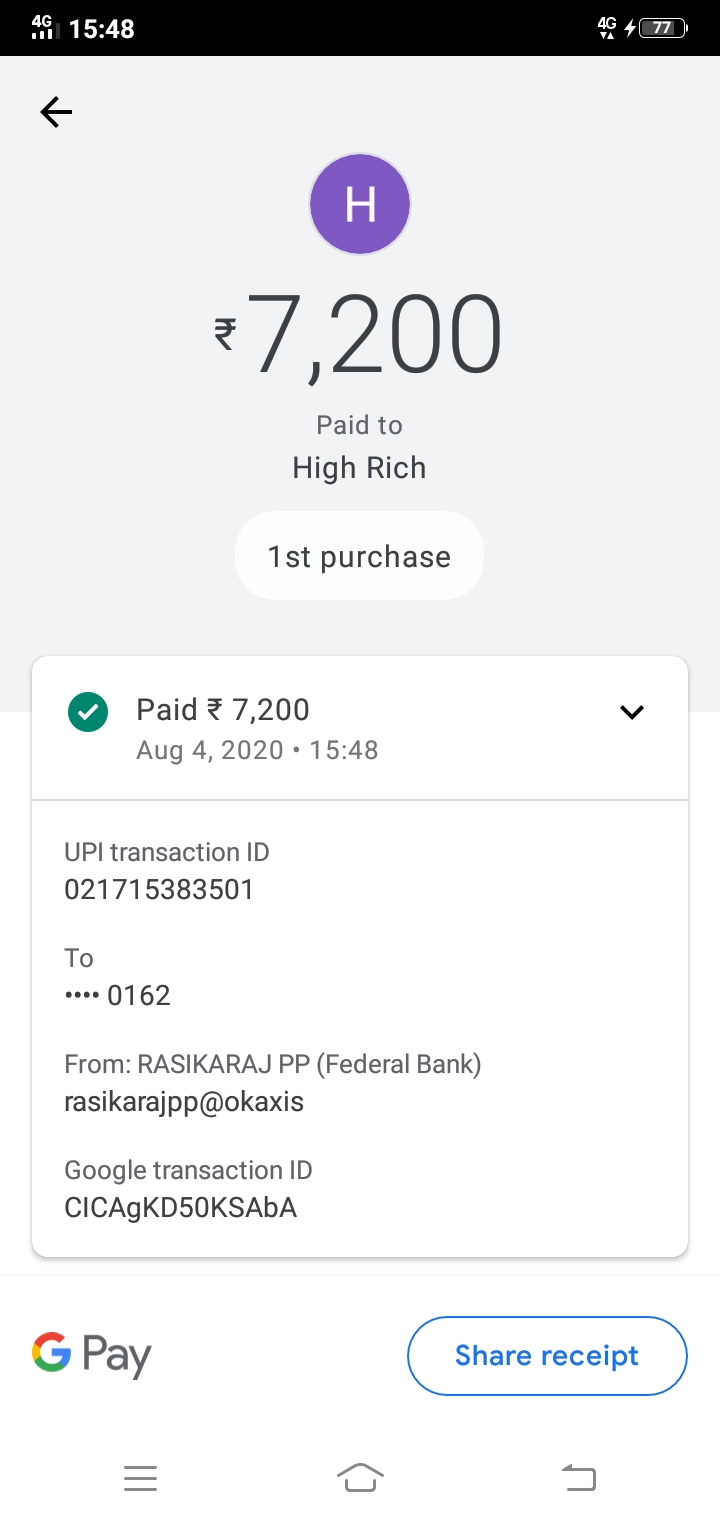 4G 15:48 4G 77
H
₹7,200
Paid to
High Rich
1st purchase
Paid ₹ 7,200
Aug 4, 2020 • 15:48
UPI transaction ID
021715383501
To
•••• 0162
From: RASIKARAJ PP (Federal Bank)
rasikarajpp@okaxis
Google transaction ID
CICAgKD50KSAbA
G Pay
Share receipt